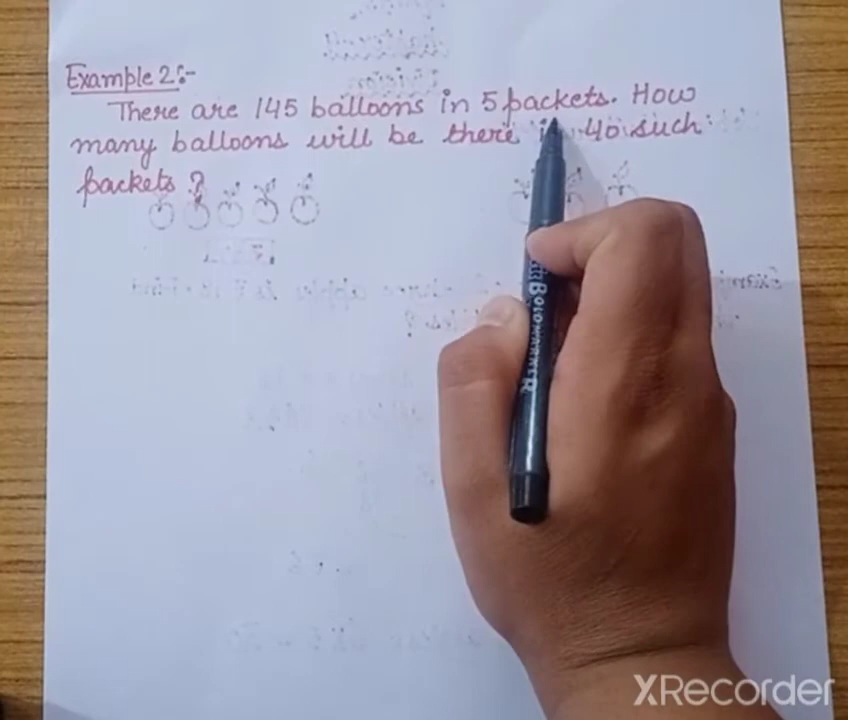 Example 2:-
There are 145 balloons in 5 packets. How
many balloons will be there in 40 such
packets?
BOLDMARKER
XRecorder